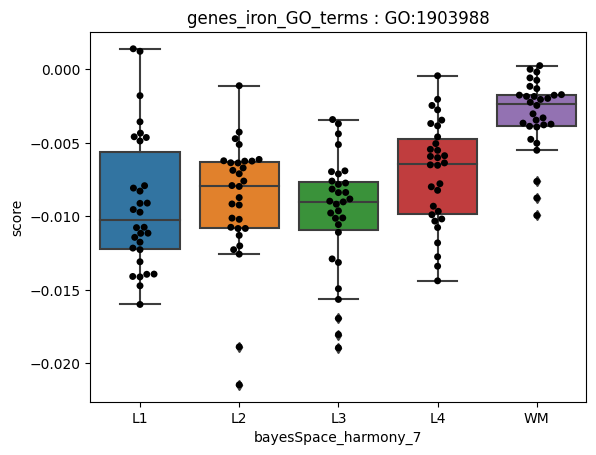 genes_iron_GO_terms : GO:1903988
0.000
−0.005
−0.010
−0.015
−0.020
score
L1 L2 L3 L4 WM
bayesSpace_harmony_7